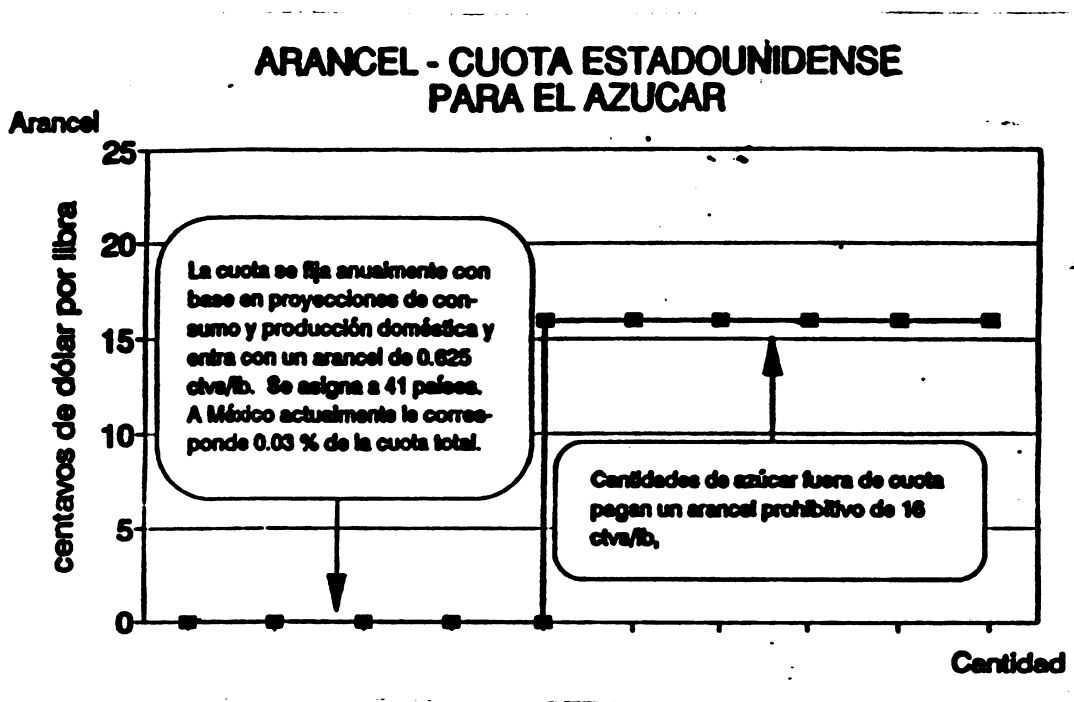 ARANCEL - CUOTA ESTADOUNIDENSE
PARA EL AZUCAR
Arancel
centavos de dólar por libra
25
20
15
10
5
0
La cuota se fija anualmente con
base en proyecciones de con-
sumo y producción doméstica y
entra con un arancel de 0.625
ctvs/lb. Se asigna a 41 países.
A México actualmente le corres-
ponde 0.03 % de la cuota total.
Cantidades de azúcar fuera de cuota
pagan un arancel prohibitivo de 16
ctvs/lb,
Cantidad